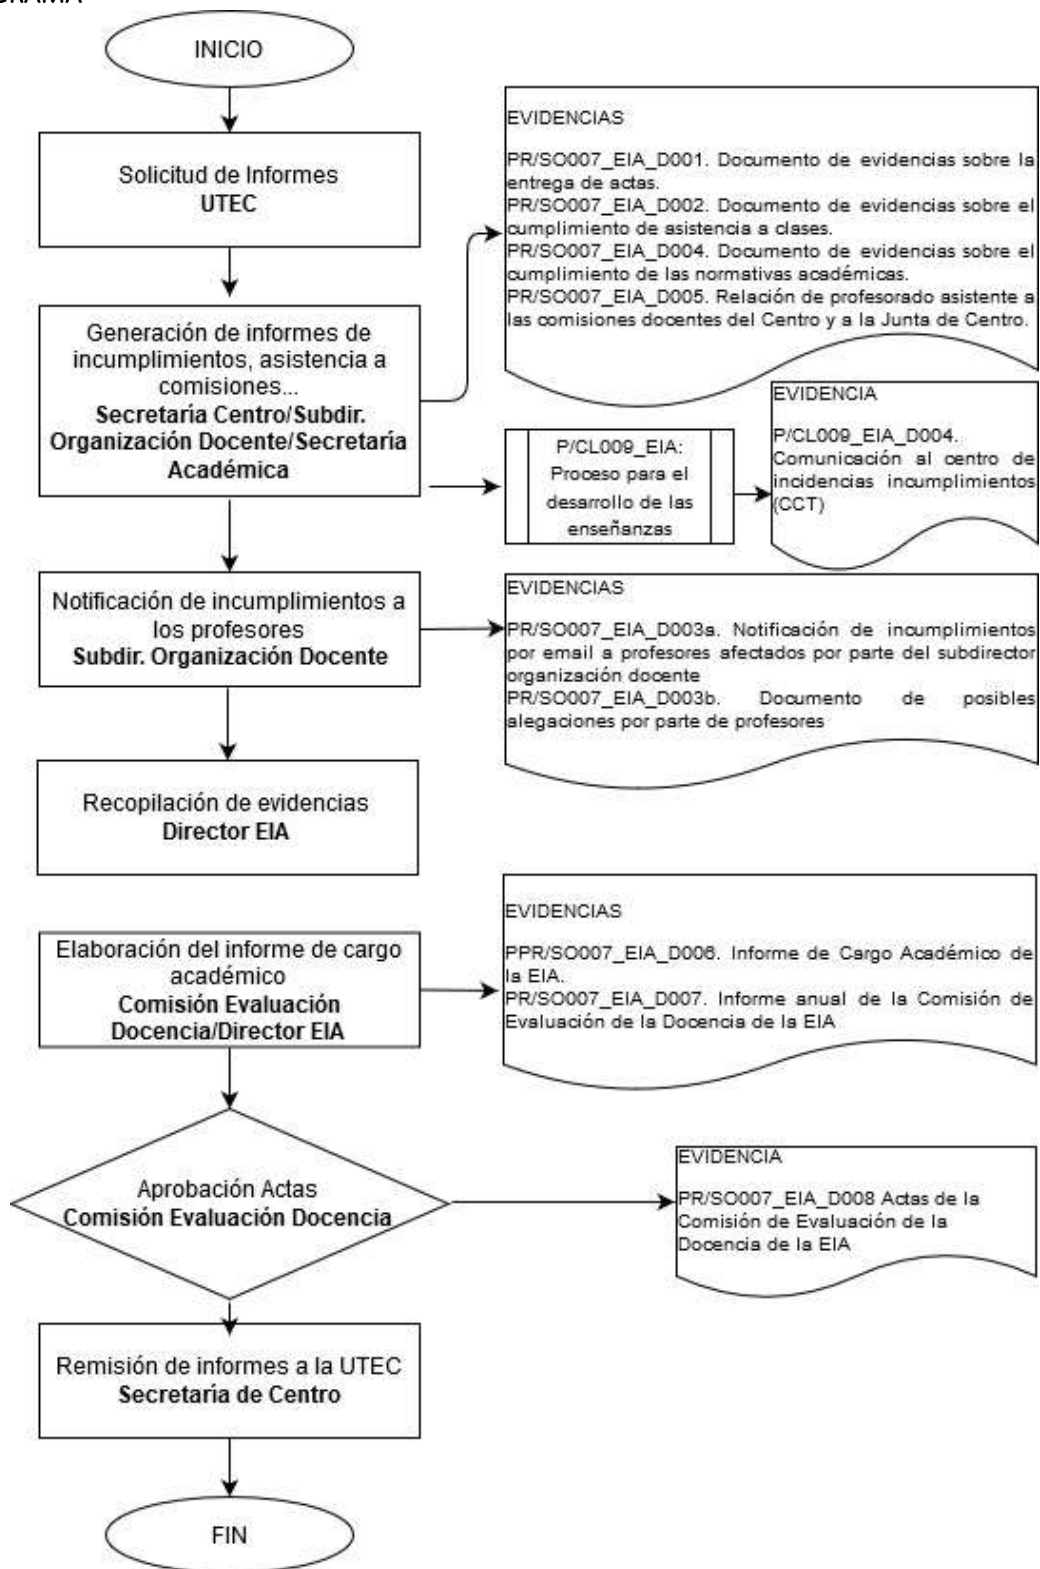 INICIO
Solicitud de Informes
UTEC
EVIDENCIAS
PR/SO007_EIA_D001. Documento de evidencias sobre la
entrega de actas.
PR/SO007_EIA_D002. Documento de evidencias sobre el
cumplimiento de asistencia a clases.
PR/SO007_EIA_D004. Documento de evidencias sobre el
cumplimiento de las normativas académicas.
PR/SO007_EIA_D005. Relación de profesorado asistente a
las comisiones docentes del Centro y a la Junta de Centro.
Generación de informes de
incumplimientos, asistencia a
comisiones...
Secretaría Centro/Subdir.
Organización Docente/Secretaría
Académica
P/CL009_EIA:
Proceso para el
desarrollo de las
enseñanzas
EVIDENCIA
P/CL009_EIA_D004.
Comunicación al centro de
incidencias incumplimientos
(CCT)
Notificación de incumplimientos a
los profesores
Subdir. Organización Docente
EVIDENCIAS
PR/SO007_EIA_D003a. Notificación de incumplimientos
por email a profesores afectados por parte del subdirector
organización docente
PR/SO007_EIA_D003b. Documento de posibles
alegaciones por parte de profesores
Recopilación de evidencias
Director EIA
Elaboración del informe de cargo
académico
Comisión Evaluación
Docencia/Director EIA
EVIDENCIAS
PPR/SO007_EIA_D006. Informe de Cargo Académico de
la EIA.
PR/SO007_EIA_D007. Informe anual de la Comisión de
Evaluación de la Docencia de la EIA
Aprobación Actas
Comisión Evaluación Docencia
EVIDENCIA
PR/SO007_EIA_D008 Actas de la
Comisión de Evaluación de la
Docencia de la EIA
Remisión de informes a la UTEC
Secretaría de Centro
FIN